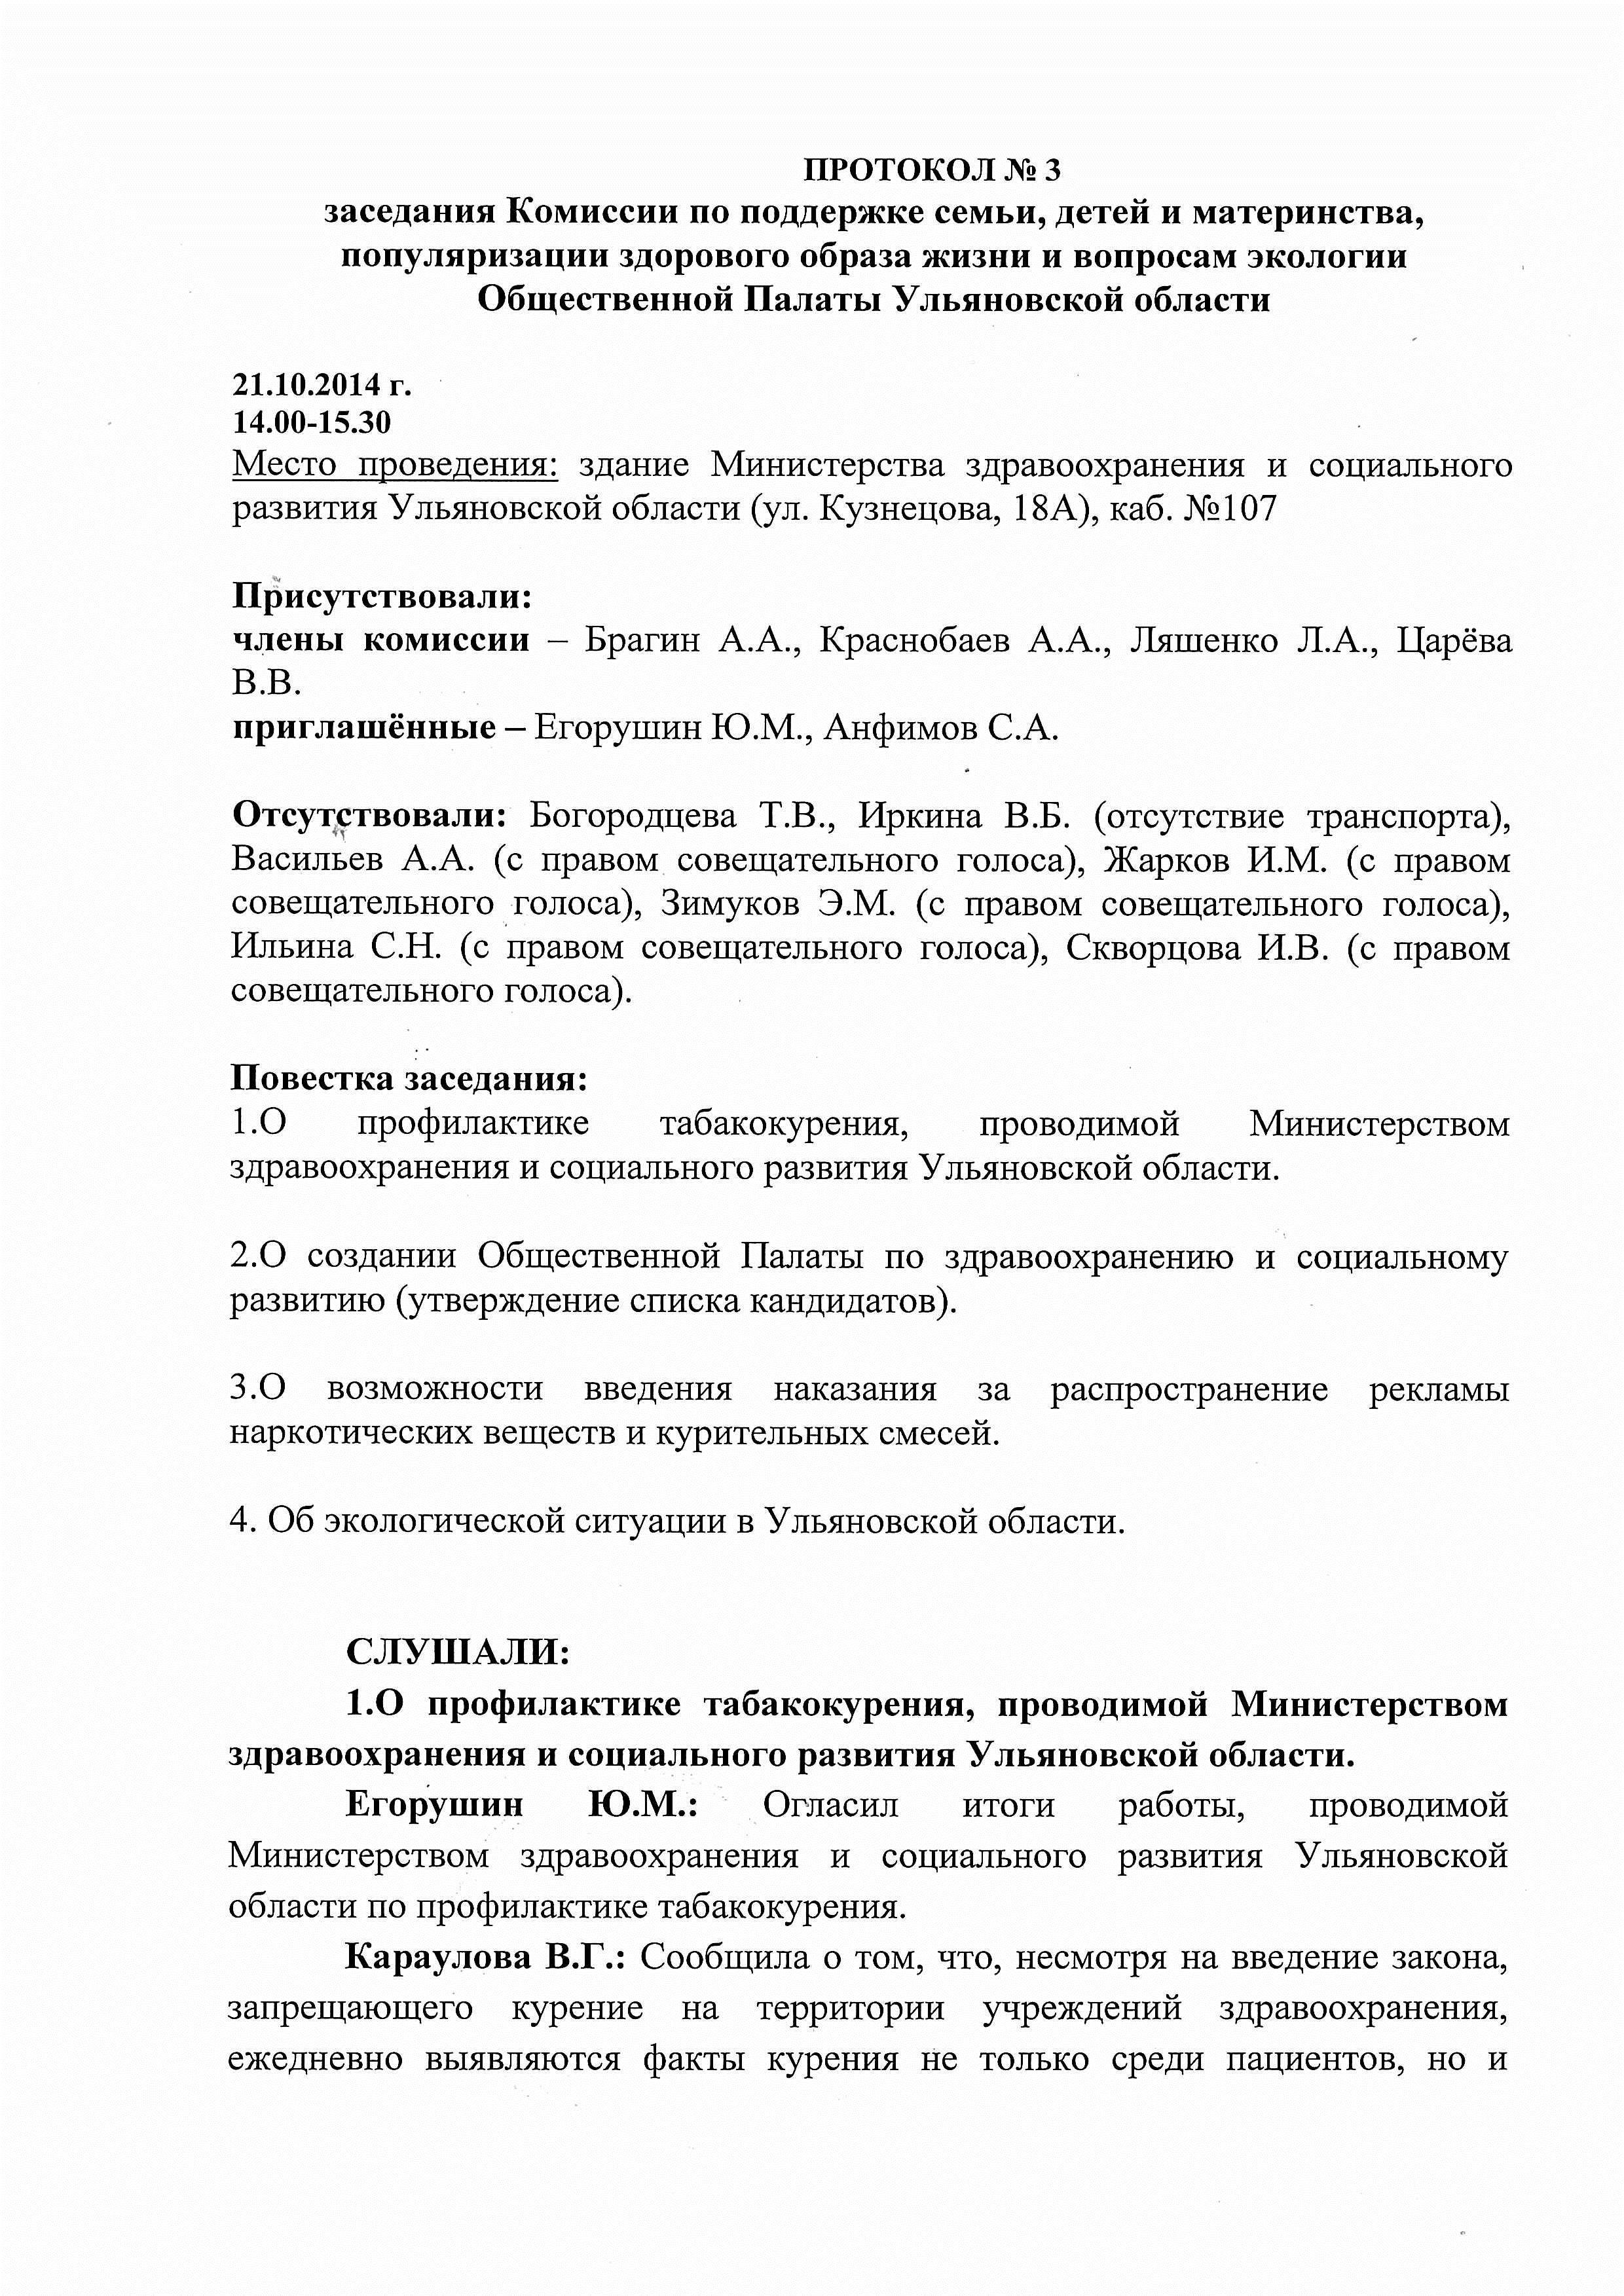 ПРОТОКОЛ № 3
заседания Комиссии по поддержке семьи, детей и материнства,
популяризации здорового образа жизни и вопросам экологии
Общественной Палаты Ульяновской области
21.10.2014 г.
14.00-15.30
Место проведения: здание Министерства здравоохранения и социального
развития Ульяновской области (ул. Кузнецова, 18А), каб. №107
Присутствовали:
члены комиссии – Брагин А.А., Краснобаев А.А., Ляшенко Л.А., Царёва
В.В.
приглашённые – Егорушин Ю.М., Анфимов С.А.
Отсутствовали: Богородцева Т.В., Иркина В.Б. (отсутствие транспорта),
Васильев А.А. (с правом совещательного голоса), Жарков И.М. (с правом
совещательного голоса), Зимуков Э.М. (с правом совещательного голоса),
Ильина С.Н. (с правом совещательного голоса), Скворцова И.В. (с правом
совещательного голоса).
Повестка заседания:
1.О профилактике табакокурения, проводимой Министерством
здравоохранения и социального развития Ульяновской области.
2.О создании Общественной Палаты по здравоохранению и социальному
развитию (утверждение списка кандидатов).
3.О возможности введения наказания за распространение рекламы
наркотических веществ и курительных смесей.
4. Об экологической ситуации в Ульяновской области.
СЛУШАЛИ:
1.О профилактике табакокурения, проводимой Министерством
здравоохранения и социального развития Ульяновской области.
Егорушин Ю.М.: Огласил итоги работы, проводимой
Министерством здравоохранения и социального развития Ульяновской
области по профилактике табакокурения.
Караулова В.Г.: Сообщила о том, что, несмотря на введение закона,
запрещающего курение на территории учреждений здравоохранения,
ежедневно выявляются факты курения не только среди пациентов, но и